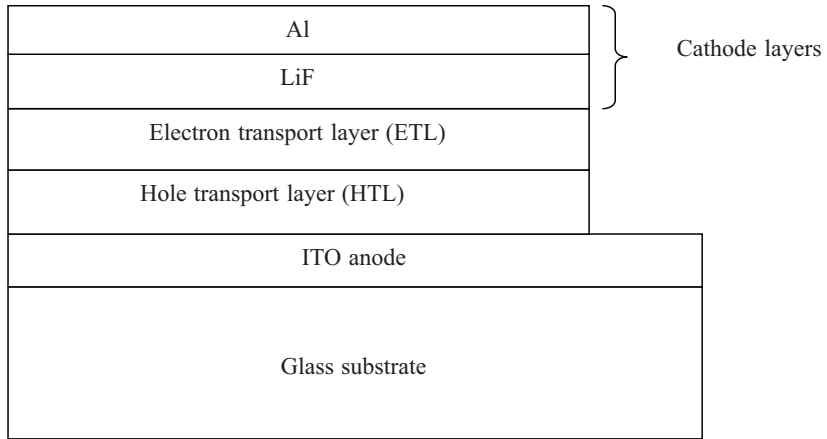 Al
Cathode layers
LiF
Electron transport layer (ETL)
Hole transport layer (HTL)
ITO anode
Glass substrate